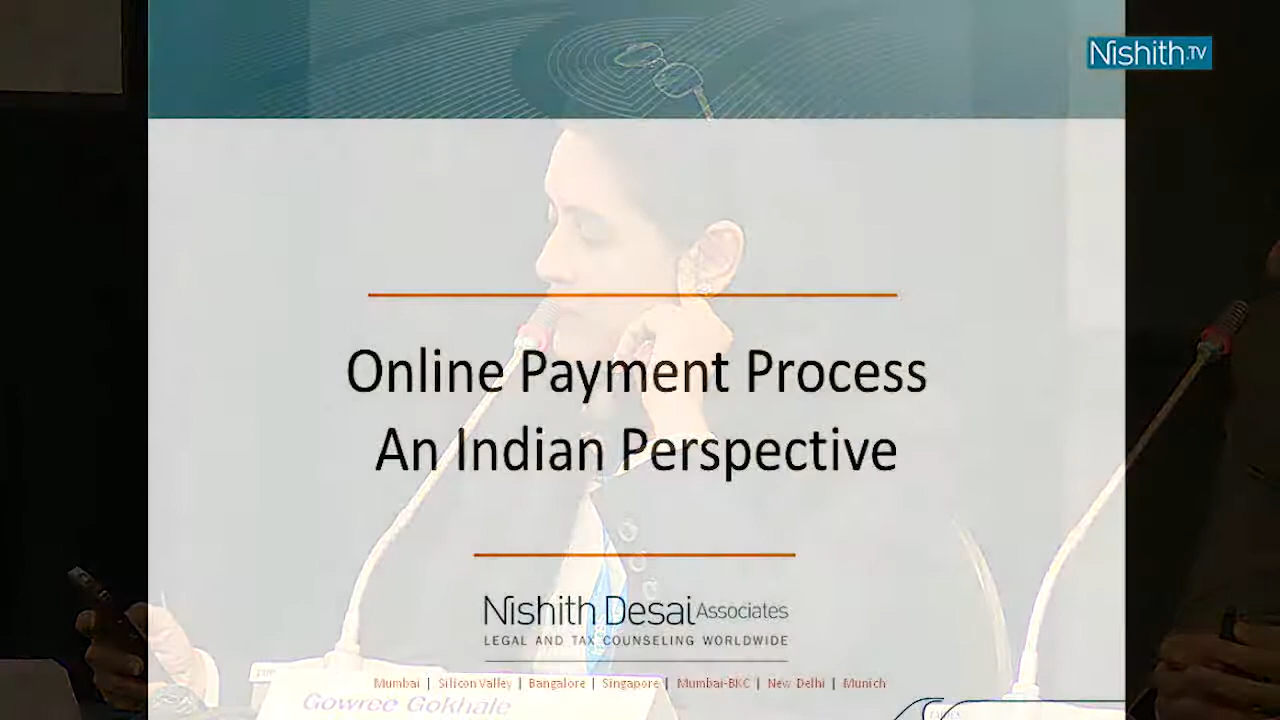 Nishith.TV
Online Payment Process
An Indian Perspective
Nishith Desai Associates
LEGAL AND TAX COUNSELING WORLDWIDE
Mumbai | Silicon Valley | Bangalore | Singapore | Mumbai-BKC | New Delhi | Munich
Gowree Gokhale